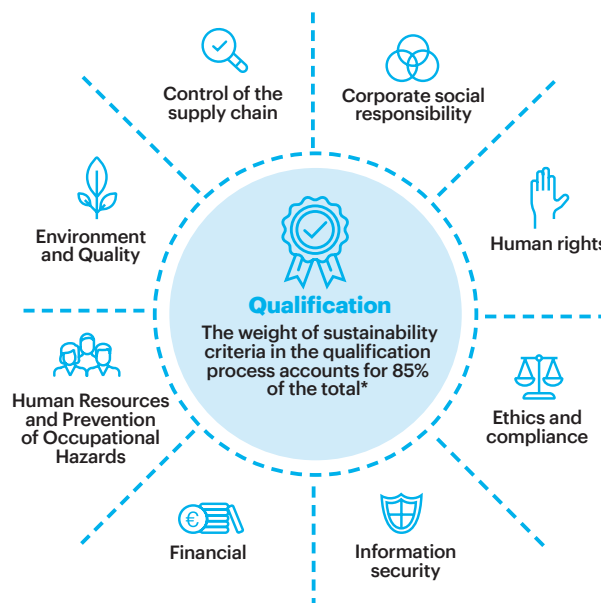 Control of the
supply chain
Corporate social
responsibility
Environment
and Quality
Human rights
Qualification
The weight of sustainability
criteria in the qualification
process accounts for 85%
of the total*
Human Resources
and Prevention
of Occupational
Hazards
Ethics and
compliance
€
Financial
Information
security